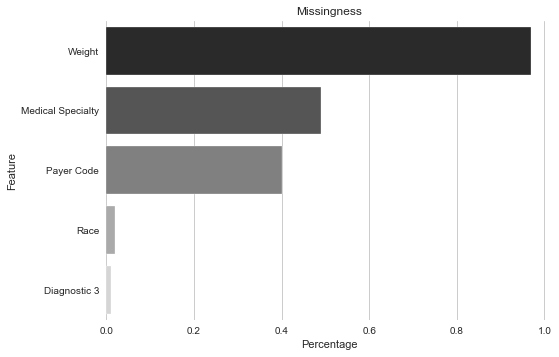 Missingness
Weight
Medical Specialty
Payer Code
Race
Diagnostic 3
Feature
0.0 0.2 0.4 0.6 0.8 1.0
Percentage